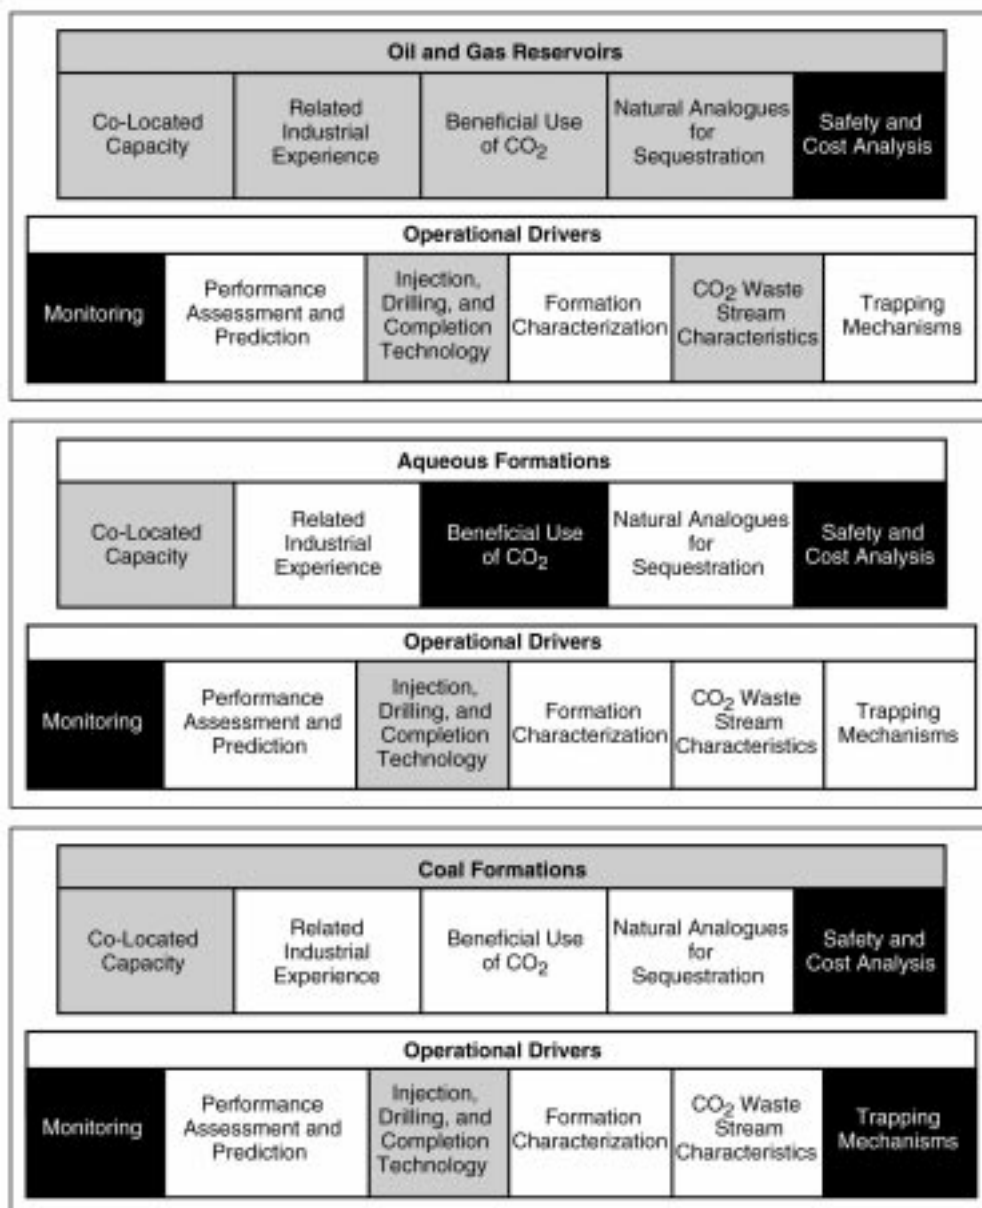 Oil and Gas Reservoirs
Co-Located
Capacity
Related
Industrial
Experience
Beneficial Use
of CO2
Natural Analogues
for
Sequestration
Safety and
Cost Analysis
Operational Drivers
Monitoring
Performance
Assessment and
Prediction
Injection,
Drilling, and
Completion
Technology
Formation
Characterization
CO2 Waste
Stream
Characteristics
Trapping
Mechanisms
Aqueous Formations
Co-Located
Capacity
Related
Industrial
Experience
Beneficial Use
of CO2
Natural Analogues
for
Sequestration
Safety and
Cost Analysis
Operational Drivers
Monitoring
Performance
Assessment and
Prediction
Injection,
Drilling, and
Completion
Technology
Formation
Characterization
CO2 Waste
Stream
Characteristics
Trapping
Mechanisms
Coal Formations
Co-Located
Capacity
Related
Industrial
Experience
Beneficial Use
of CO2
Natural Analogues
for
Sequestration
Safety and
Cost Analysis
Operational Drivers
Monitoring
Performance
Assessment and
Prediction
Injection,
Drilling, and
Completion
Technology
Formation
Characterization
CO2 Waste
Stream
Characteristics
Trapping
Mechanisms